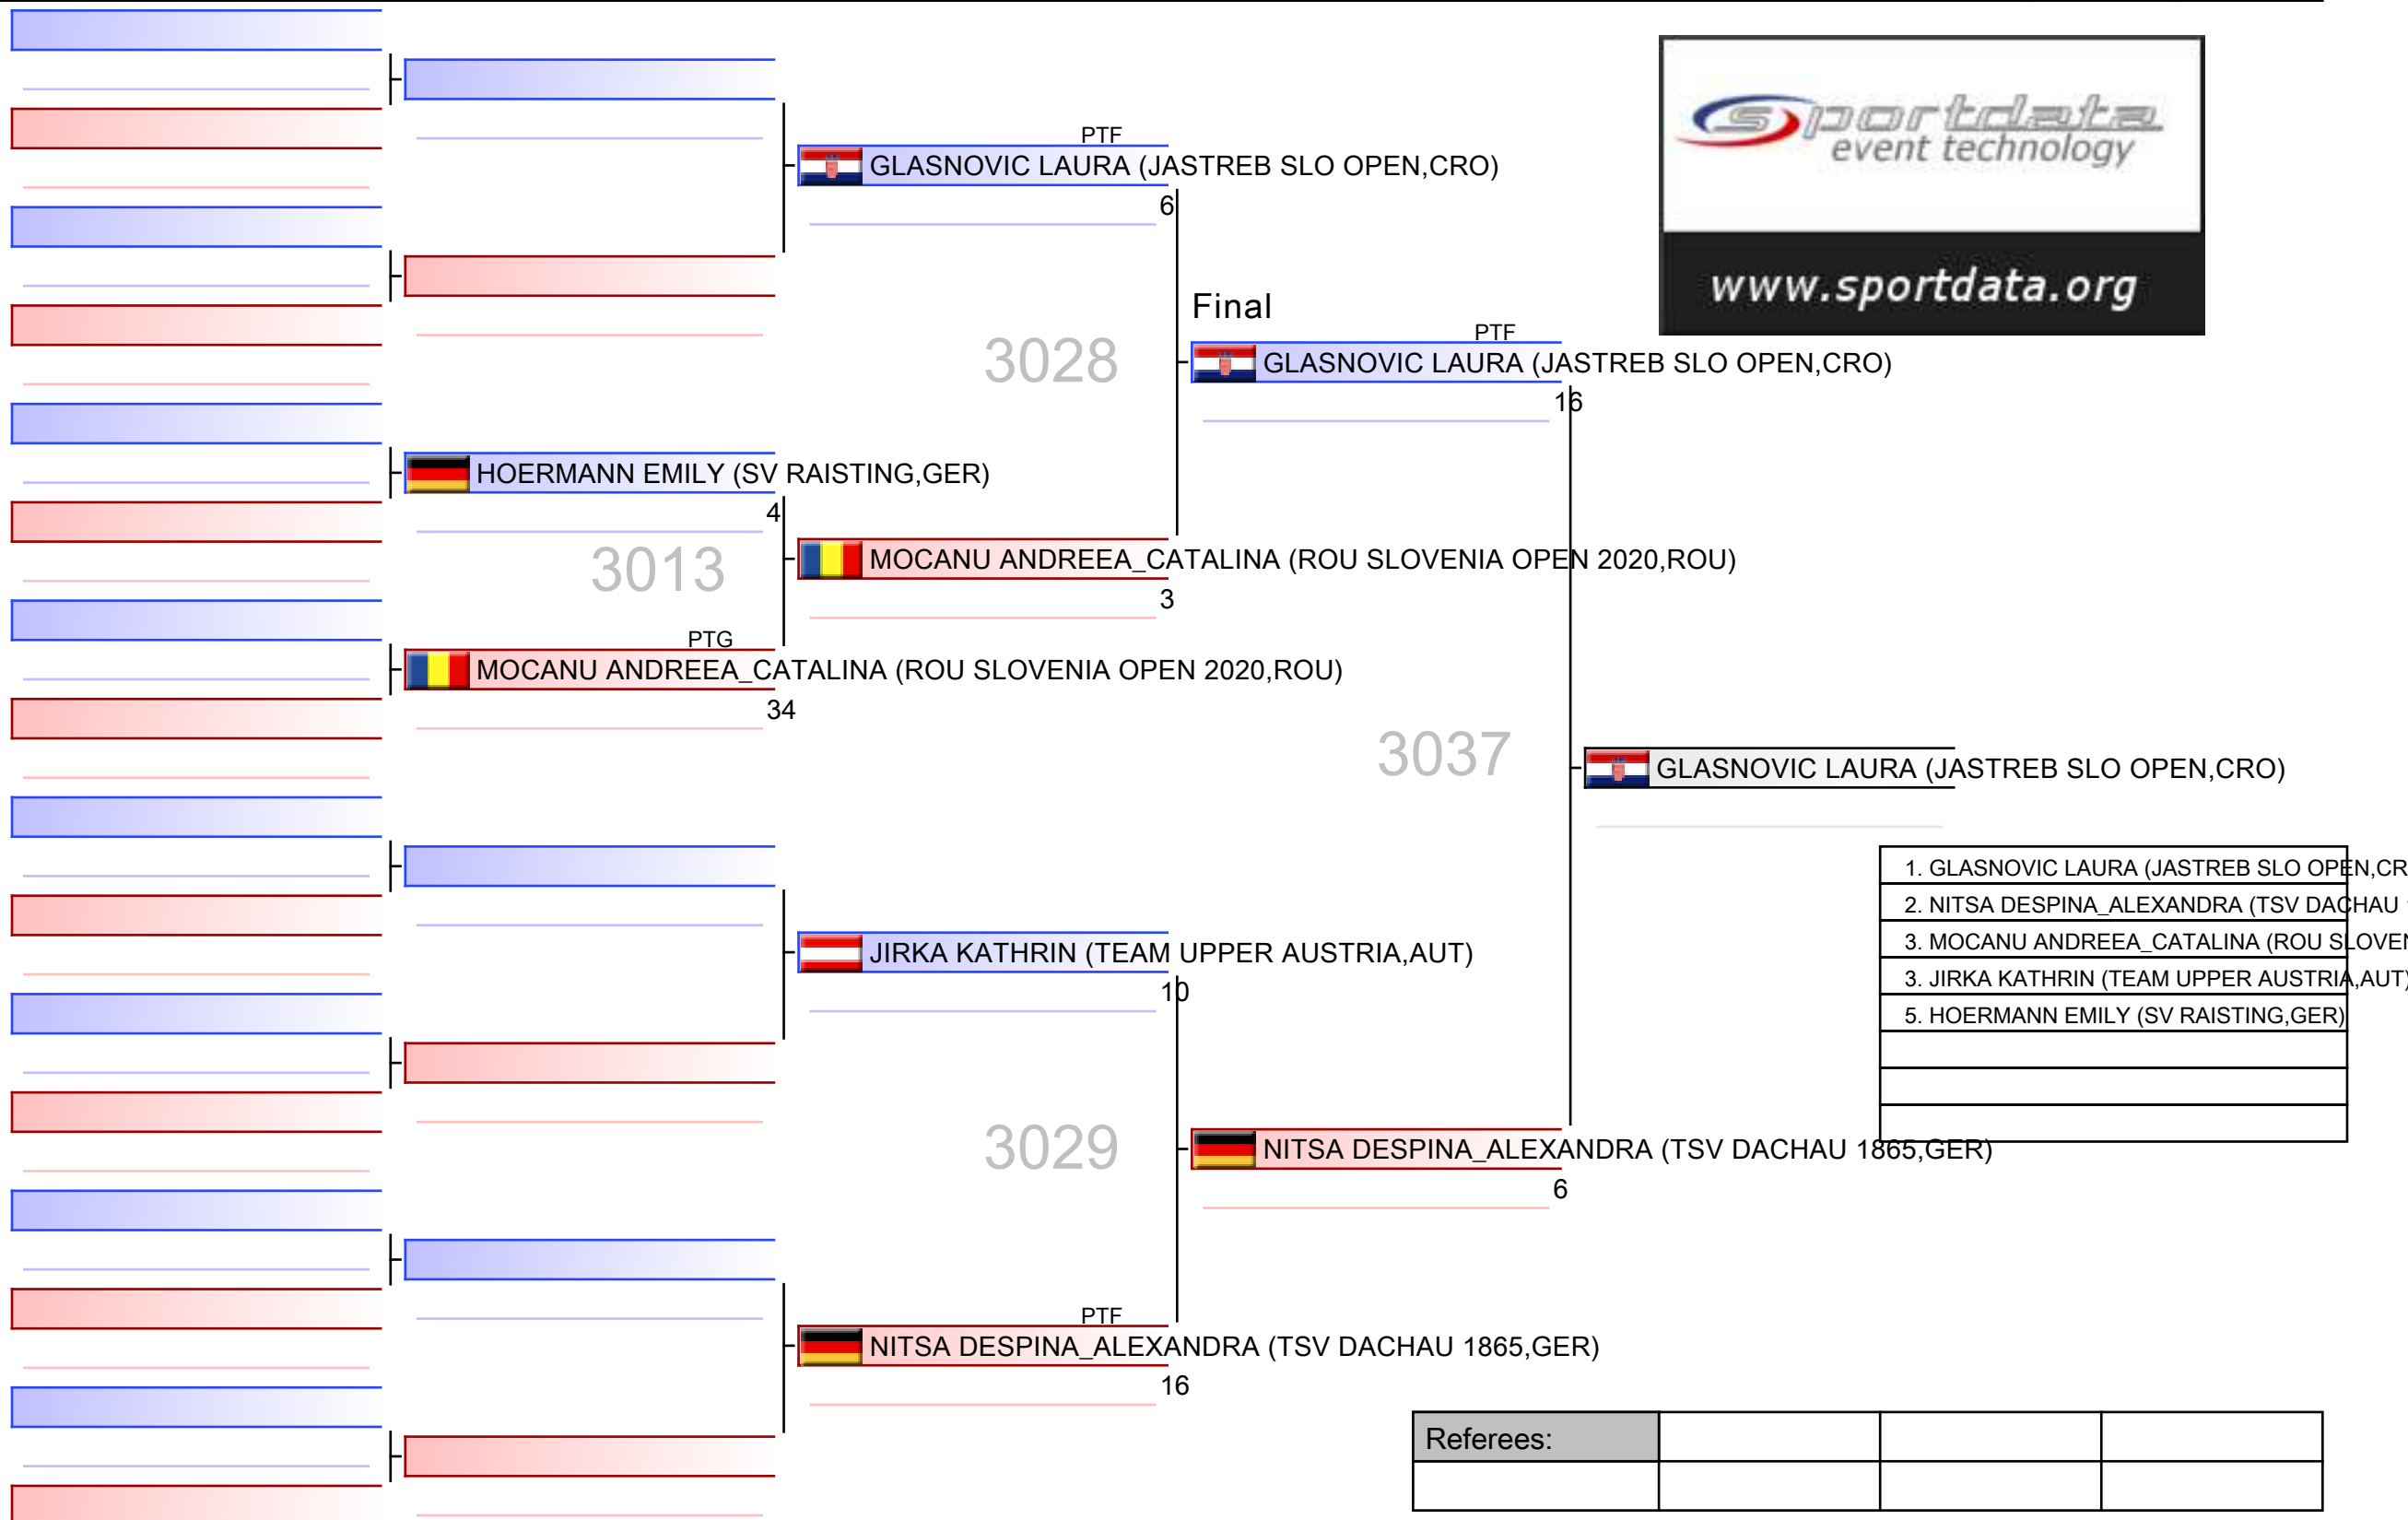 sportdata
event technology
www.sportdata.org
PTF
GLASNOVIC LAURA (JASTREB SLO OPEN,CRO)
6
Final
3028
PTF
GLASNOVIC LAURA (JASTREB SLO OPEN,CRO)
16
HOERMANN EMILY (SV RAISTING,GER)
4
3013
MOCANU ANDREEA_CATALINA (ROU SLOVENIA OPEN 2020,ROU)
3
PTG
MOCANU ANDREEA_CATALINA (ROU SLOVENIA OPEN 2020,ROU)
34
3037
GLASNOVIC LAURA (JASTREB SLO OPEN,CRO)
1. GLASNOVIC LAURA (JASTREB SLO OPEN,CR
2. NITSA DESPINA_ALEXANDRA (TSV DACHAU
3. MOCANU ANDREEA_CATALINA (ROU SLOVEN
3. JIRKA KATHRIN (TEAM UPPER AUSTRIA,AUT)
5. HOERMANN EMILY (SV RAISTING,GER)
JIRKA KATHRIN (TEAM UPPER AUSTRIA,AUT)
10
3029
NITSA DESPINA_ALEXANDRA (TSV DACHAU 1865,GER)
6
PTF
NITSA DESPINA_ALEXANDRA (TSV DACHAU 1865,GER)
16
Referees: